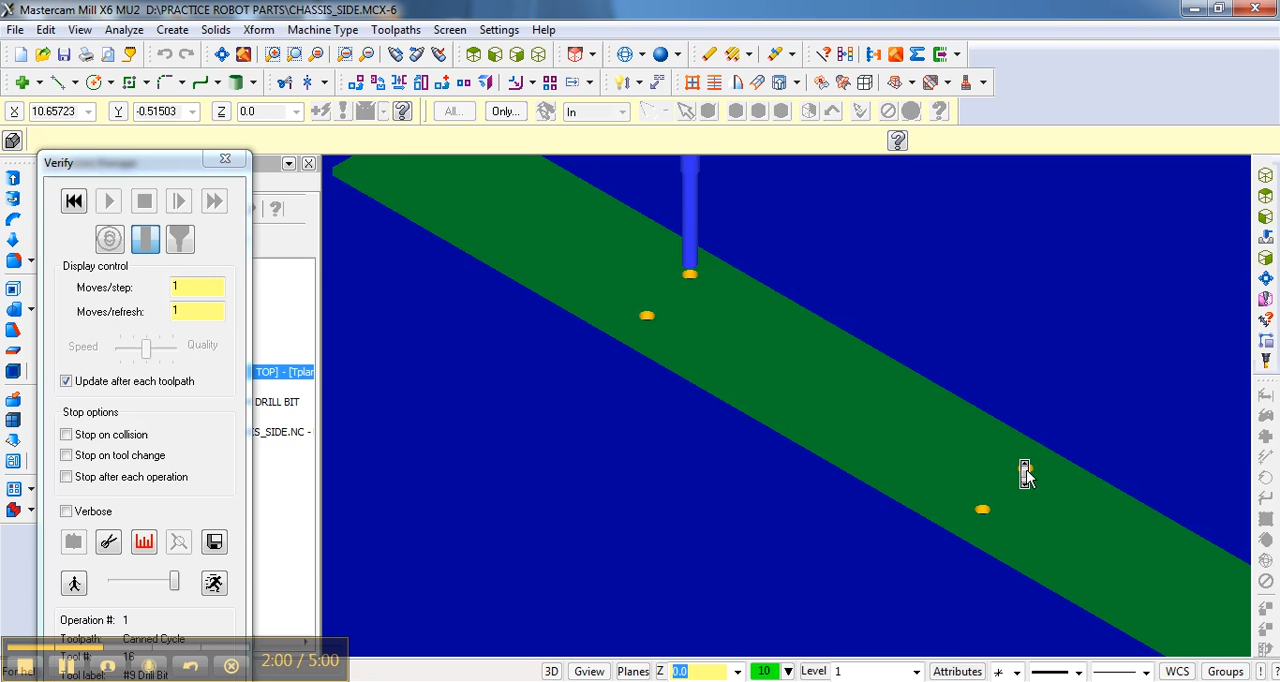 Mastercam Mill X6 MU2 D:\PRACTICE ROBOT PARTS\CHASSIS_SIDE.MCX-6
File Edit View Analyze Create Solids Xform Machine Type Toolpaths Screen Settings Help
X 10.65723 Y -0.51503 Z 0.0 All... Only... In
Verify
Display control
Moves/step: 1
Moves/refresh: 1
Speed Quality
Update after each toolpath
TOP] - [Tplan
DRILL BIT
Stop options
IS_SIDE.NC -
Stop on collision
Stop on tool change
Stop after each operation
Verbose
Operation #: 1
Toolpath: Canned Cycle
Tool #: 16
Tool label: #9 Drill Bit
2:00 / 5:00
3D Gview Planes Z 0.0 10 Level 1 Attributes WCS Groups